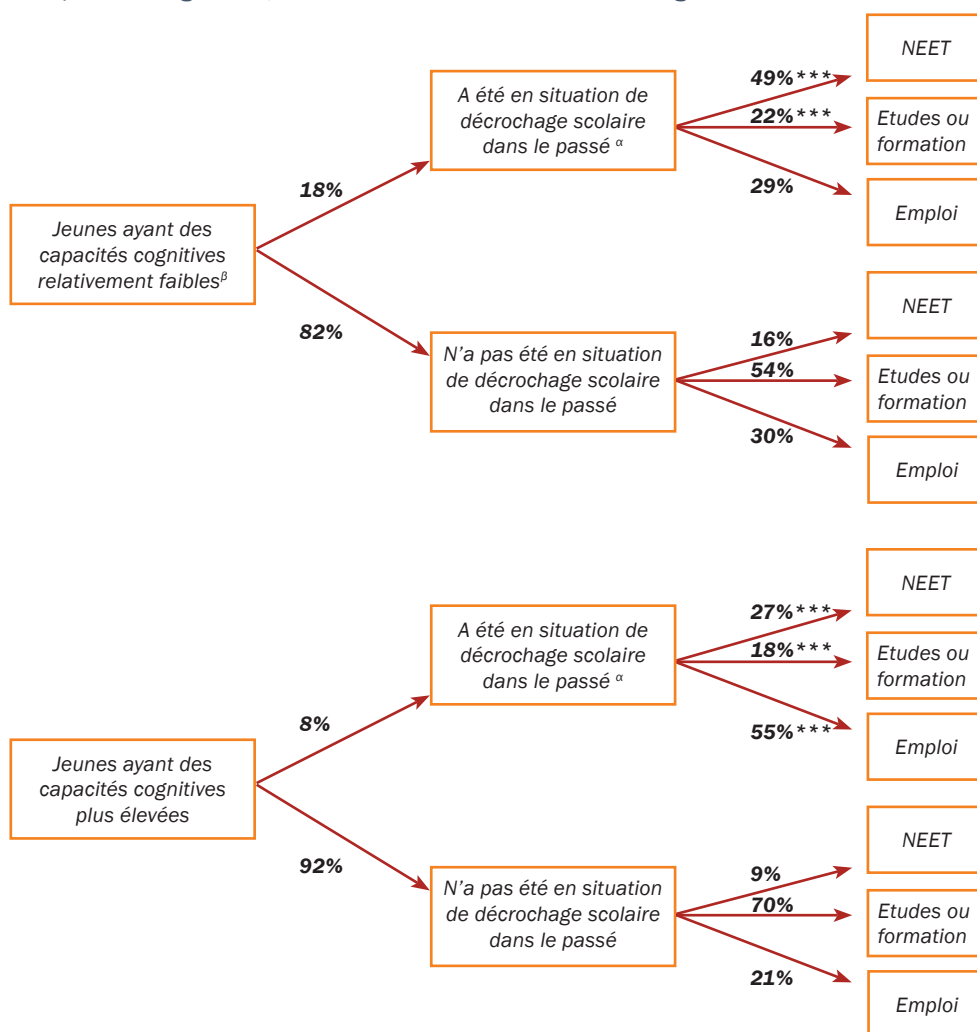 NEET
49%***
A été en situation de
décrochage scolaire
dans le passé α
22%***
Etudes ou
formation
18%
29%
Emploi
Jeunes ayant des
capacités cognitives
relativement faiblesβ
NEET
82%
16%
N'a pas été en situation
de décrochage scolaire
dans le passé
54%
Etudes ou
formation
30%
Emploi
NEET
27%***
A été en situation de
décrochage scolaire
dans le passé α
18%***
Etudes ou
formation
8%
55%***
Emploi
Jeunes ayant des
capacités cognitives
plus élevées
NEET
92%
9%
N'a pas été en situation
de décrochage scolaire
dans le passé
70%
Etudes ou
formation
21%
Emploi